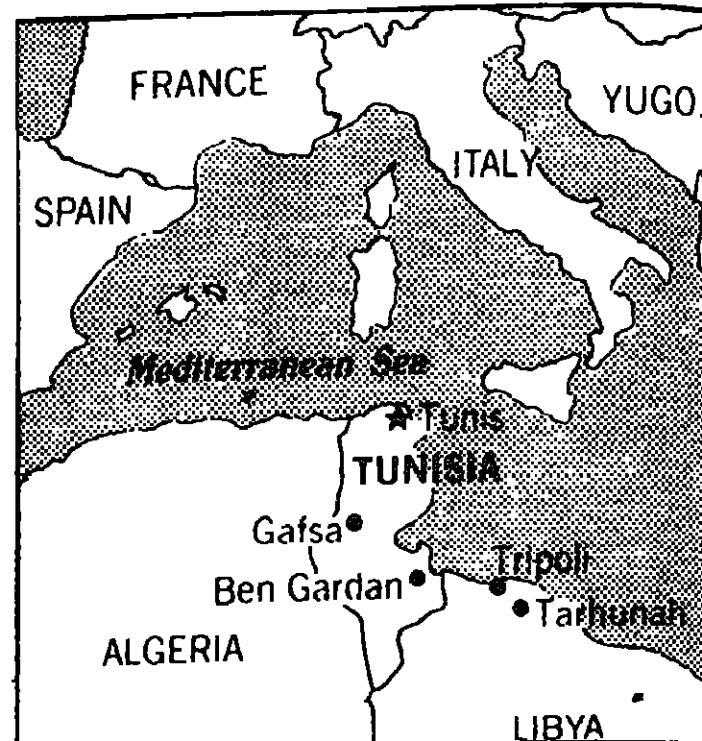 FRANCE
YUGO.
ITALY
SPAIN
Mediterranean Sea
Tunis
TUNISIA
Gafsa
Tripoli
Ben Gardan
Tarhunah
ALGERIA
LIBYA